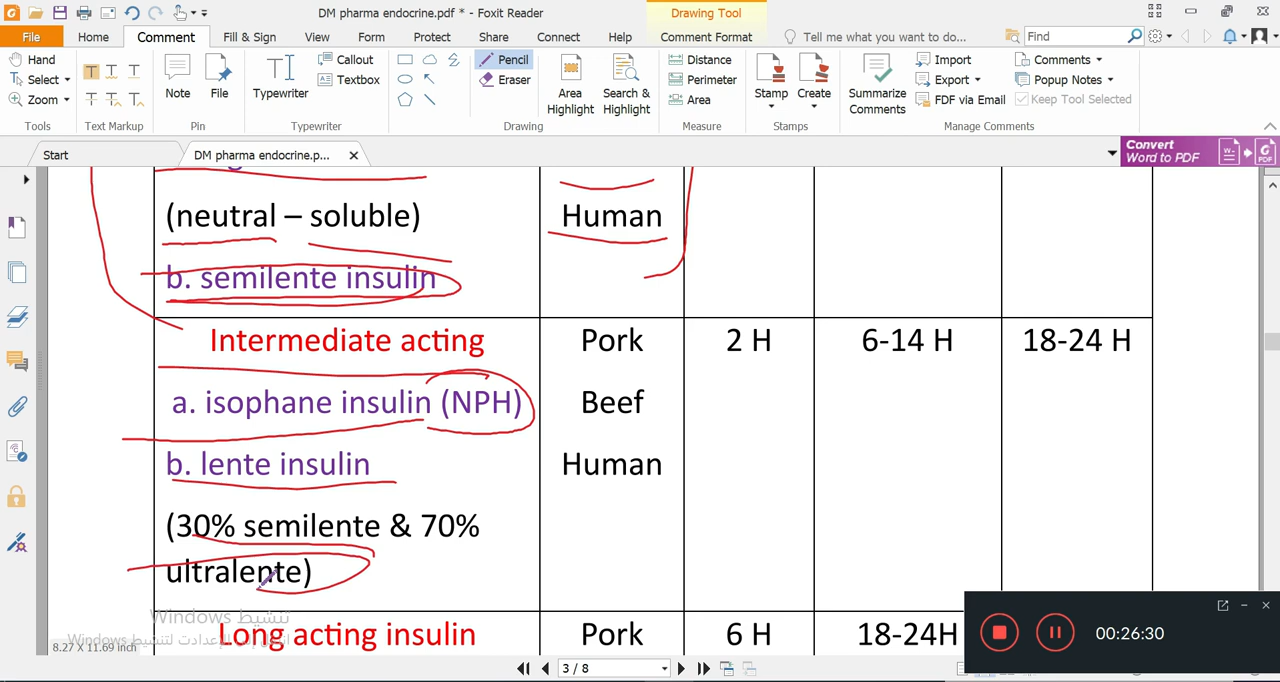 DM pharma endocrine.pdf * - Foxit Reader
Drawing Tool
File Home Comment Fill & Sign View Form Protect Share Connect Help Comment Format Tell me what you want to do... Find
Hand Select Zoom
Tools
Text Markup
Note File
Pin
Typewriter Callout Textbox
Typewriter
Pencil Eraser
Drawing
Area Highlight Search & Highlight
Distance Perimeter Area
Measure
Stamp Create
Stamps
Summarize Comments Import Export FDF via Email Comments Popup Notes Keep Tool Selected
Manage Comments
Start DM pharma endocrine.p... Convert Word to PDF
(neutral – soluble) Human
b. semilente insulin
Intermediate acting Pork 2 H 6-14 H 18-24 H
a. isophane insulin (NPH) Beef
b. lente insulin Human
(30% semilente & 70%
ultralente)
تنشيط Windows
Long acting insulin Pork 6 H 18-24H
8.27 x 11.69 inch
3 / 8
00:26:30